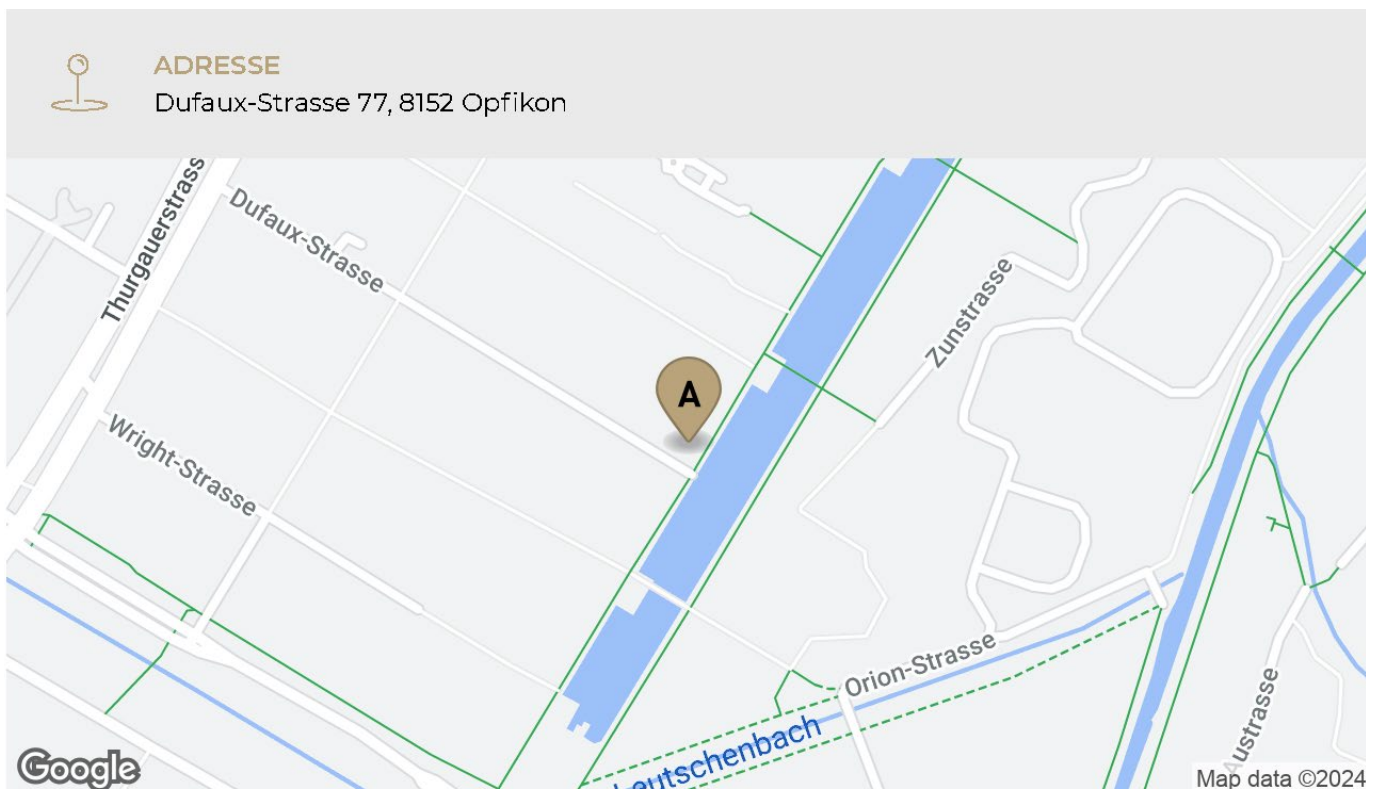 ADRESSE
Dufaux-Strasse 77, 8152 Opfikon
Thurgauerstrass
Dufaux-Strasse
Zunstrasse
A
Wright-Strasse
Orion-Strasse
eutschenbach
Austrasse
Google
Map data ©2024